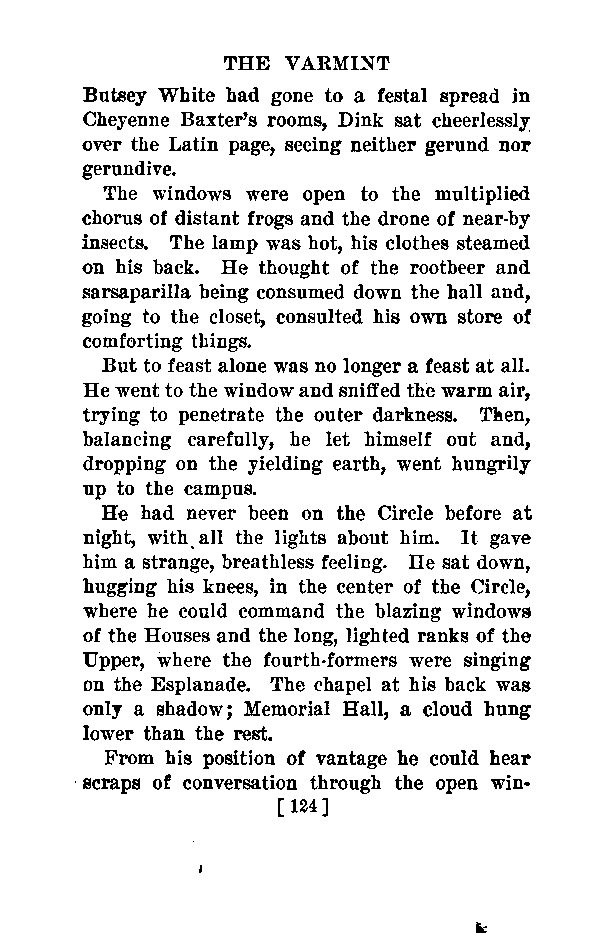 THE VARMINT
Butsey White had gone to a festal spread in
Cheyenne Baxter's rooms, Dink sat cheerlessly
over the Latin page, seeing neither gerund nor
gerundive.
The windows were open to the multiplied
chorus of distant frogs and the drone of near-by
insects. The lamp was hot, his clothes steamed
on his back. He thought of the rootbeer and
sarsaparilla being consumed down the hall and,
going to the closet, consulted his own store of
comforting things.
But to feast alone was no longer a feast at all.
He went to the window and sniffed the warm air,
trying to penetrate the outer darkness. Then,
balancing carefully, he let himself out and,
dropping on the yielding earth, went hungrily
up to the campus.
He had never been on the Circle before at
night, with all the lights about him. It gave
him a strange, breathless feeling. He sat down,
hugging his knees, in the center of the Circle,
where he could command the blazing windows
of the Houses and the long, lighted ranks of the
Upper, where the fourth-formers were singing
on the Esplanade. The chapel at his back was
only a shadow; Memorial Hall, a cloud hung
lower than the rest.
From his position of vantage he could hear
scraps of conversation through the open win-
[ 124 ]